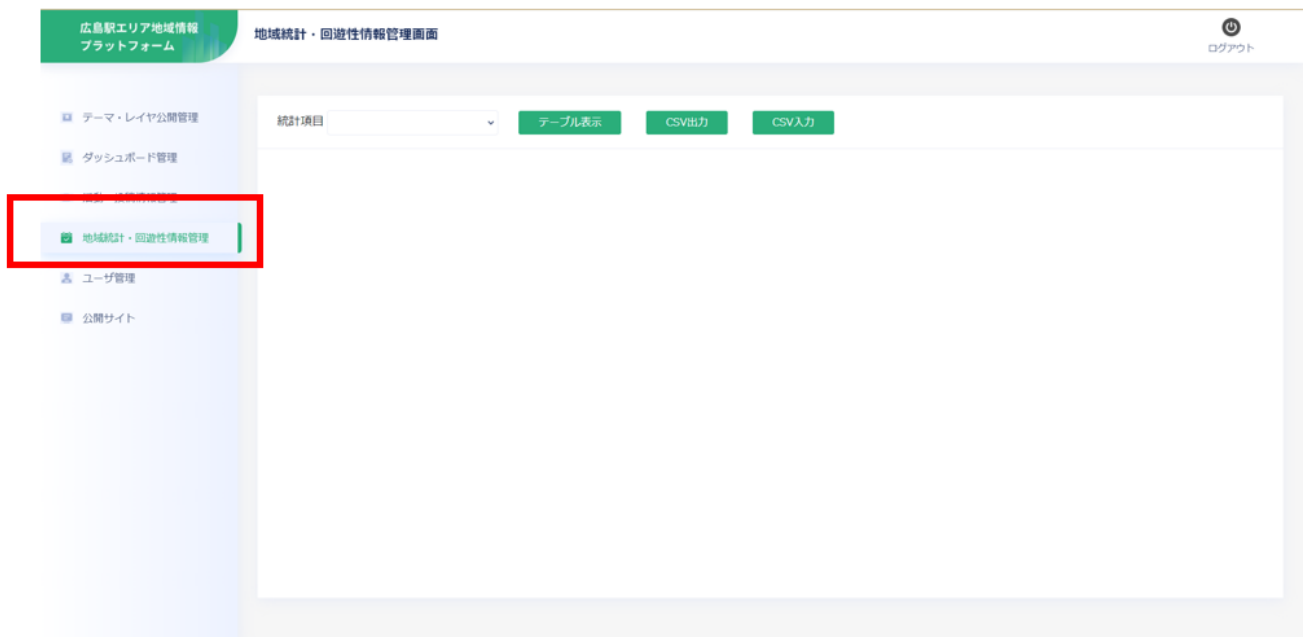 広島駅エリア地域情報
プラットフォーム
地域統計・回遊性情報管理画面
ログアウト
テーマ・レイヤ公開管理
統計項目
テーブル表示
CSV出力
CSV入力
ダッシュボード管理
地域統計・回遊性情報管理
ユーザ管理
公開サイト